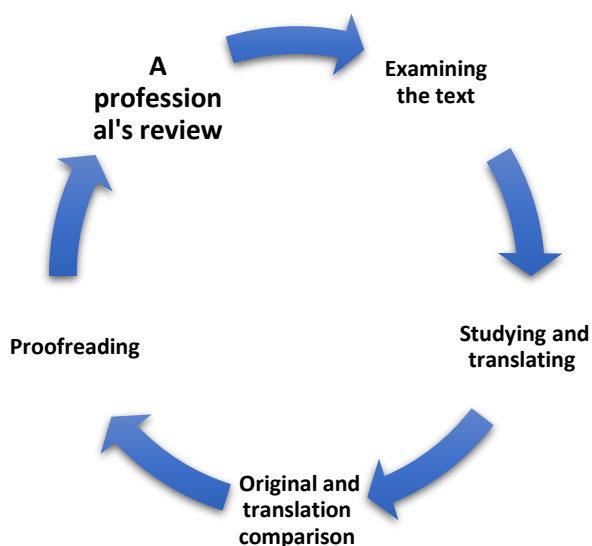 A
profession
al's review
Examining
the text
Studying and
translating
Original and
translation
comparison
Proofreading